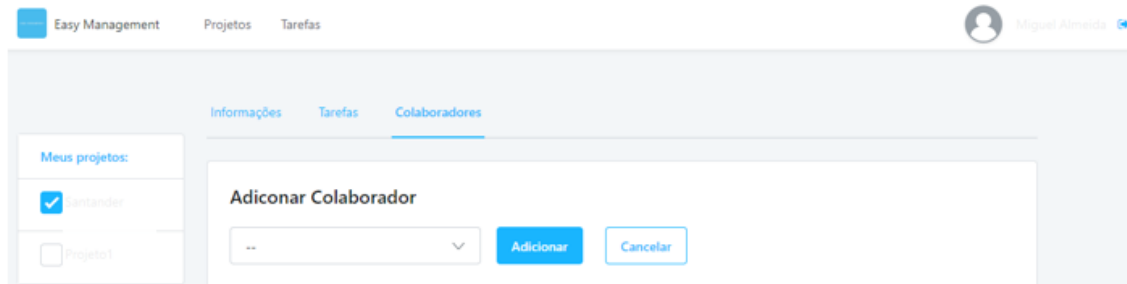 Easy Management Projetos Tarefas Miguel Almeida
Informações Tarefas Colaboradores
Meus projetos:
Santander
Projeto1
Adiconar Colaborador
-- Adicionar Cancelar